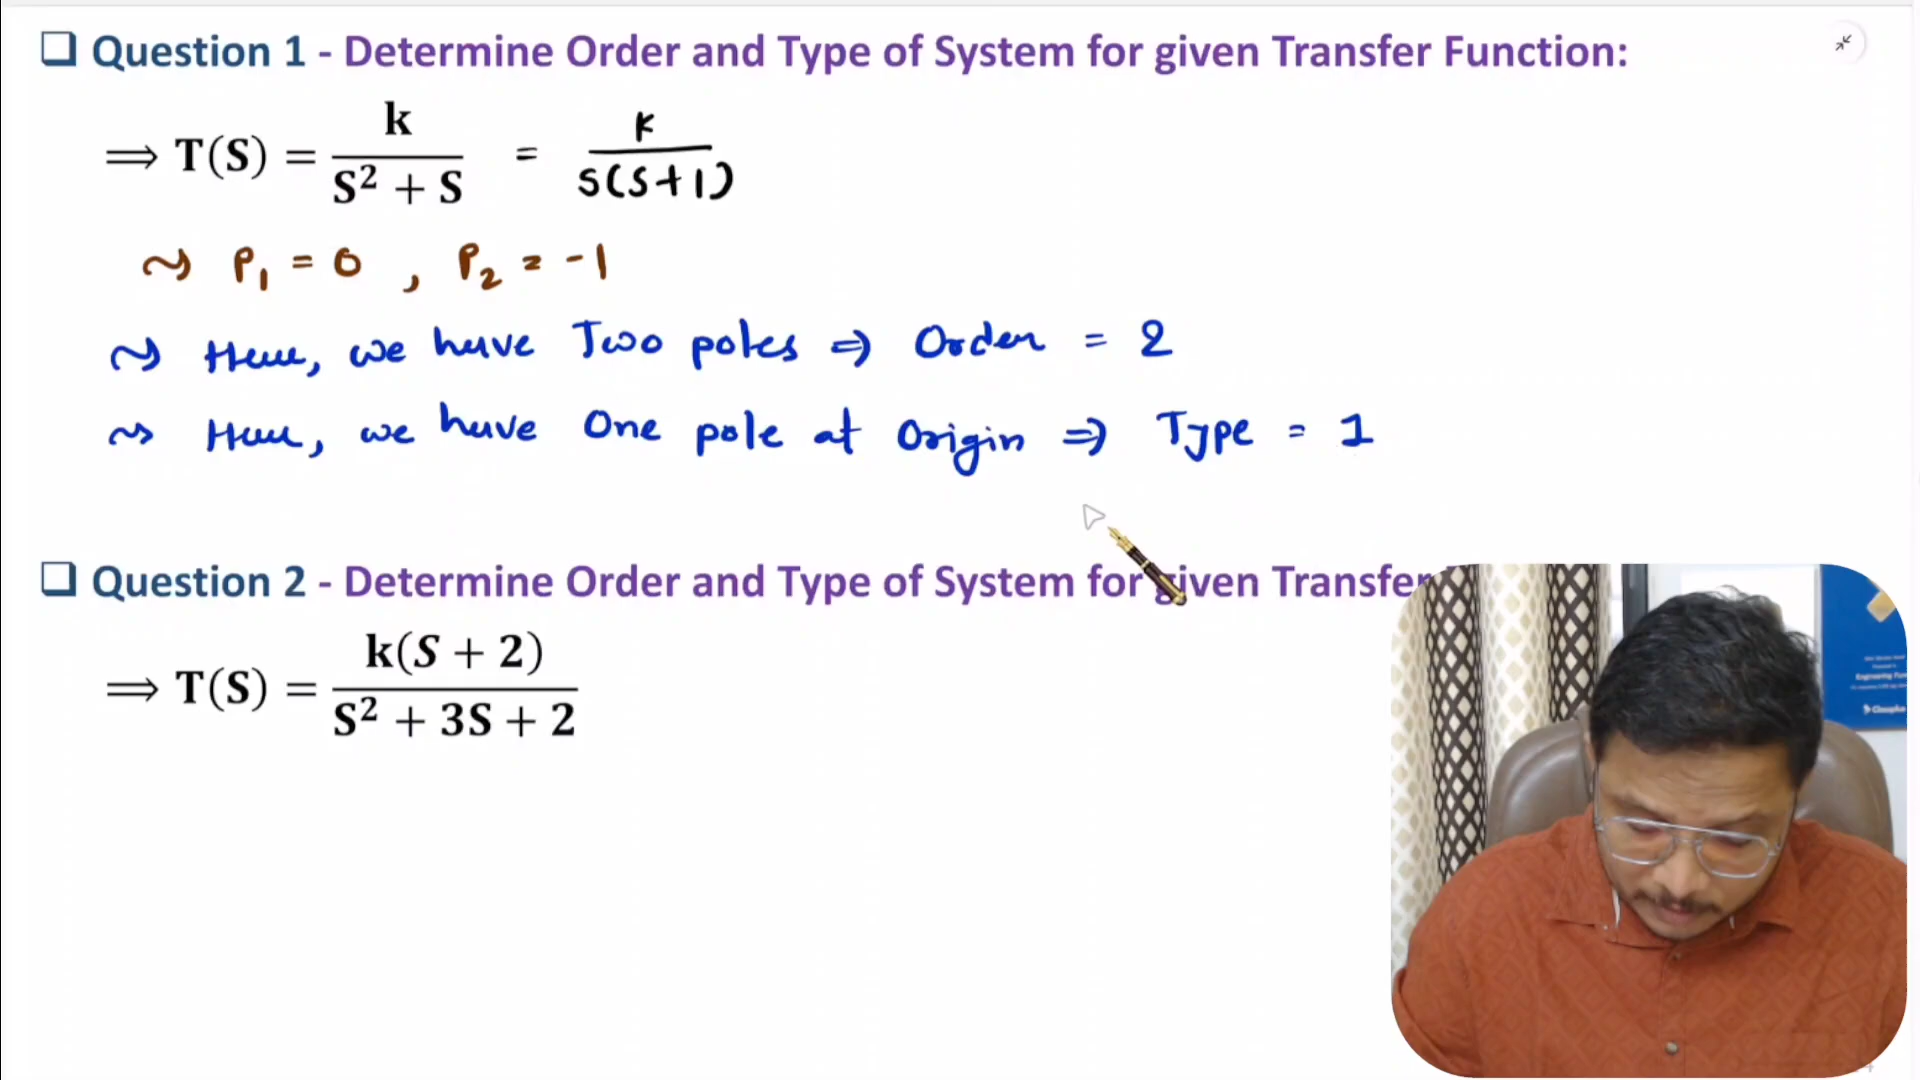 ❑ Question 1 - Determine Order and Type of System for given Transfer Function:
⟹ T(S) = k / (S² + S) = K / S(S+1)
~> P₁ = 0 , P₂ = -1
~> Here, we have Two poles => Order = 2
~> Here, we have One pole at Origin => Type = 1
❑ Question 2 - Determine Order and Type of System for given Transfer
⟹ T(S) = k(S + 2) / (S² + 3S + 2)